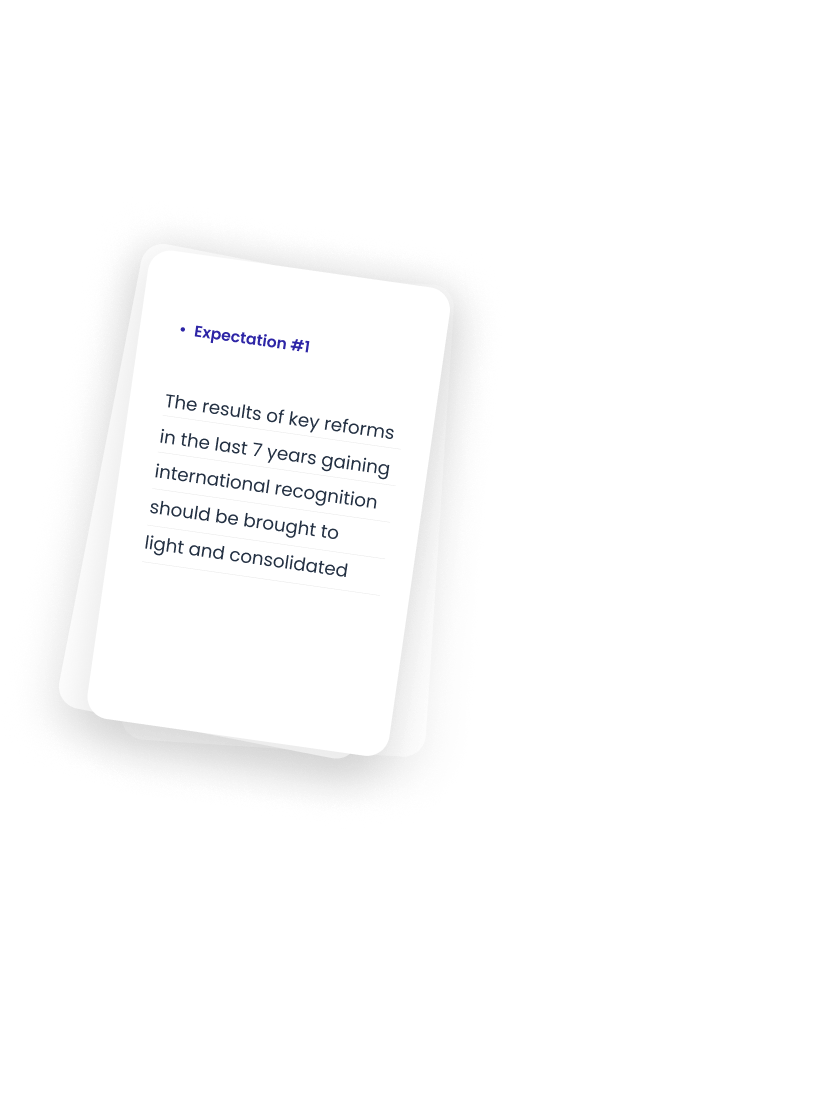 • Expectation #1
The results of key reforms
in the last 7 years gaining
international recognition
should be brought to
light and consolidated